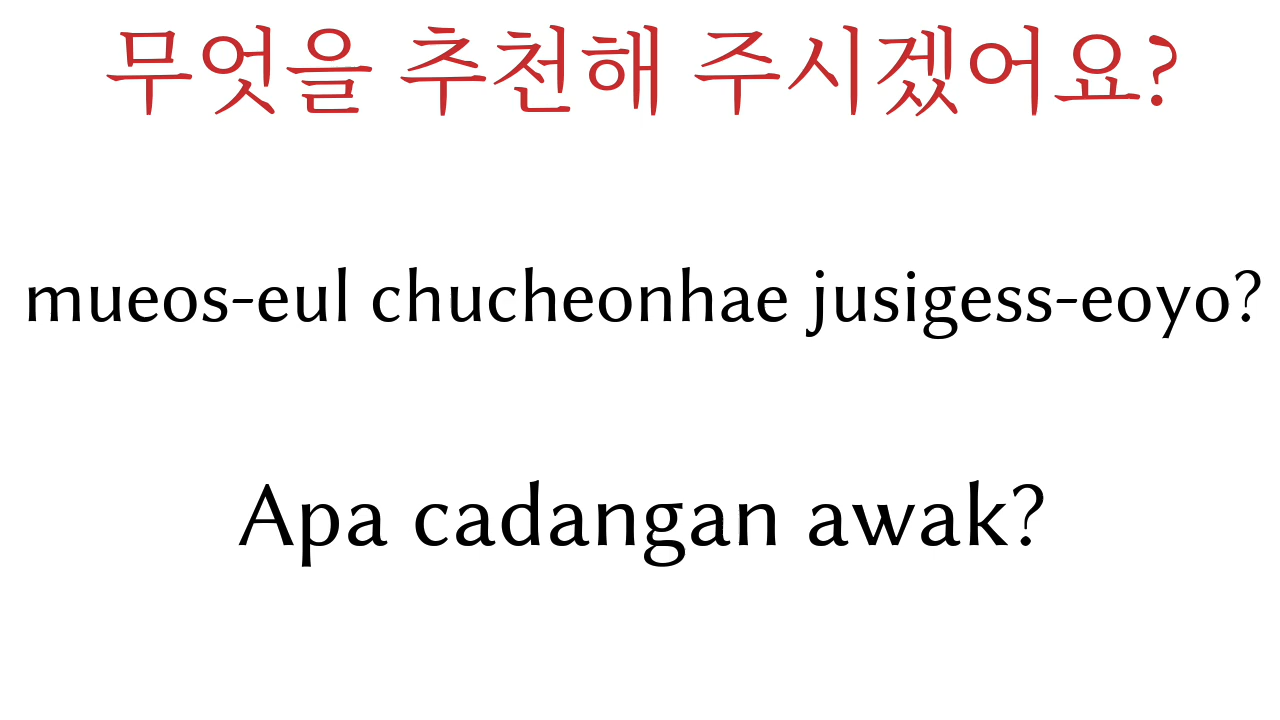 무엇을 추천해 주시겠어요?
mueos-eul chucheonhae jusigess-eoyo?
Apa cadangan awak?